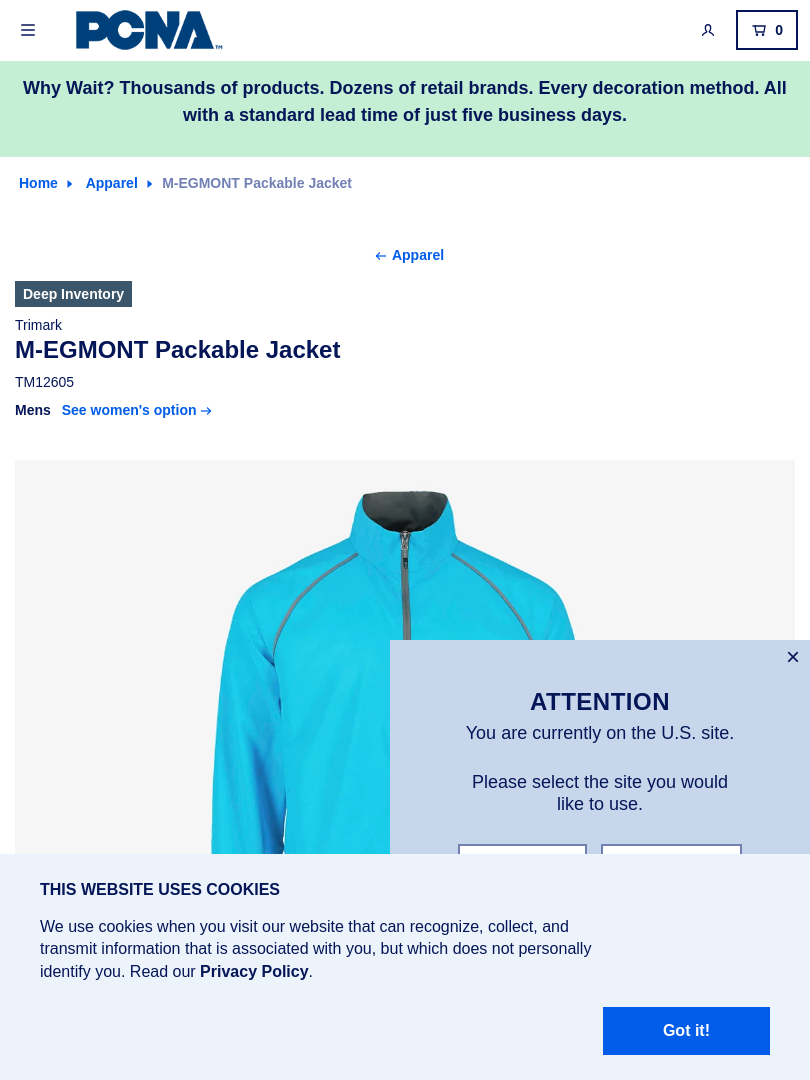 PCNA™
0
Why Wait? Thousands of products. Dozens of retail brands. Every decoration method. All
with a standard lead time of just five business days.
Home Apparel M-EGMONT Packable Jacket
← Apparel
Deep Inventory
Trimark
M-EGMONT Packable Jacket
TM12605
Mens See women's option →
ATTENTION
You are currently on the U.S. site.
Please select the site you would
like to use.
THIS WEBSITE USES COOKIES
We use cookies when you visit our website that can recognize, collect, and
transmit information that is associated with you, but which does not personally
identify you. Read our Privacy Policy.
Got it!